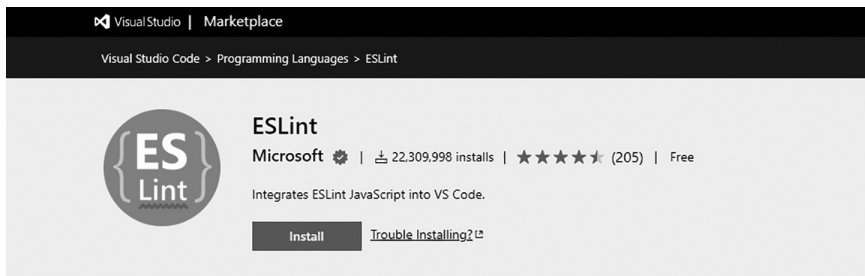 Visual Studio | Marketplace
Visual Studio Code > Programming Languages > ESLint
{ES}
Lint
ESLint
Microsoft | 22,309,998 installs | (205) | Free
Integrates ESLint JavaScript into VS Code.
Install Trouble Installing?